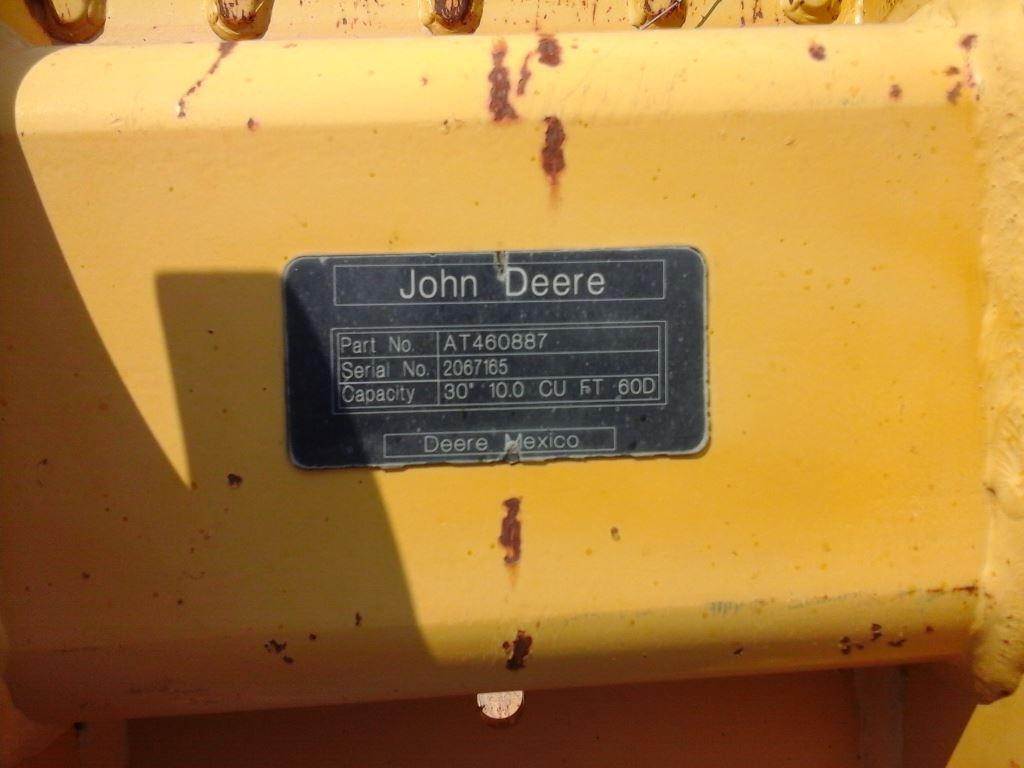 John Deere
Part No. AT460887
Serial No. 2067165
Capacity 30" 10.0 CU FT 60D
Deere Mexico